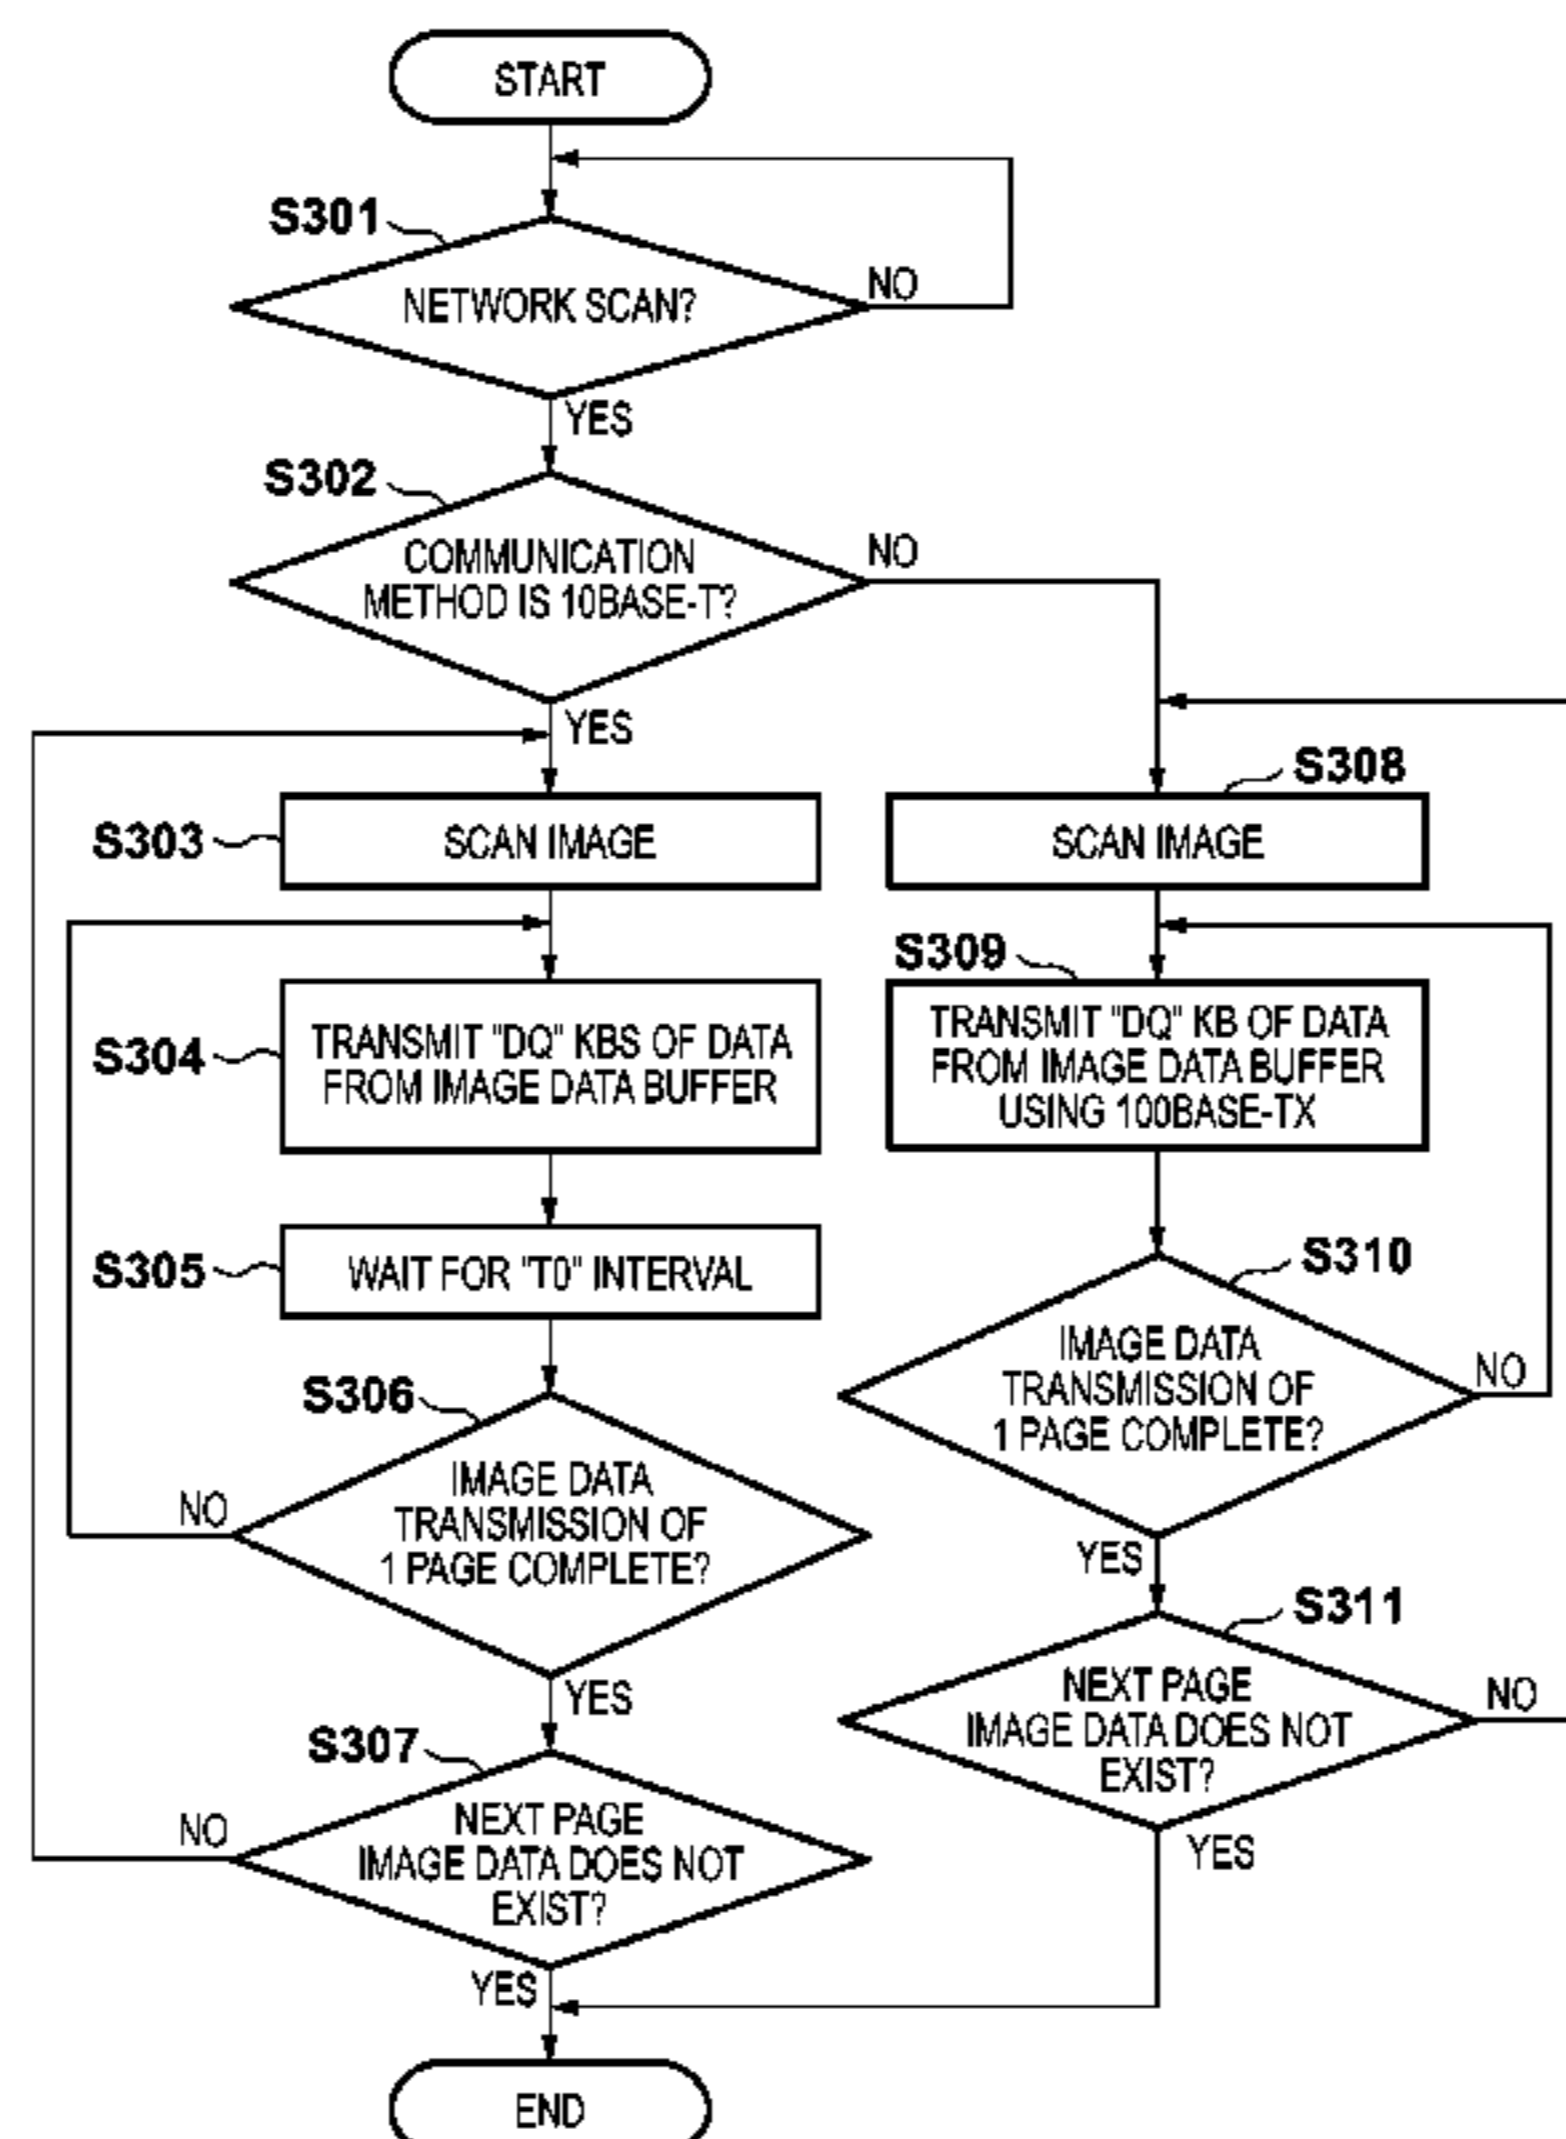 START
S301
NETWORK SCAN?
NO
YES
S302
COMMUNICATION
METHOD IS 10BASE-T?
NO
YES
S303
SCAN IMAGE
S304
TRANSMIT "DQ" KBS OF DATA
FROM IMAGE DATA BUFFER
S305
WAIT FOR "T0" INTERVAL
S306
IMAGE DATA
TRANSMISSION OF
1 PAGE COMPLETE?
NO
YES
S307
NEXT PAGE
IMAGE DATA DOES NOT
EXIST?
NO
YES
S308
SCAN IMAGE
S309
TRANSMIT "DQ" KB OF DATA
FROM IMAGE DATA BUFFER
USING 100BASE-TX
S310
IMAGE DATA
TRANSMISSION OF
1 PAGE COMPLETE?
NO
YES
S311
NEXT PAGE
IMAGE DATA DOES NOT
EXIST?
NO
YES
END